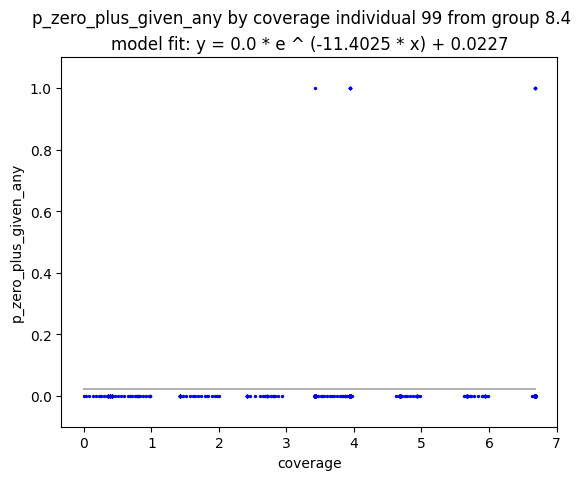 p_zero_plus_given_any by coverage individual 99 from group 8.4
model fit: y = 0.0 * e ^ (-11.4025 * x) + 0.0227
1.0
0.8
0.6
0.4
0.2
0.0
p_zero_plus_given_any
0 1 2 3 4 5 6 7
coverage